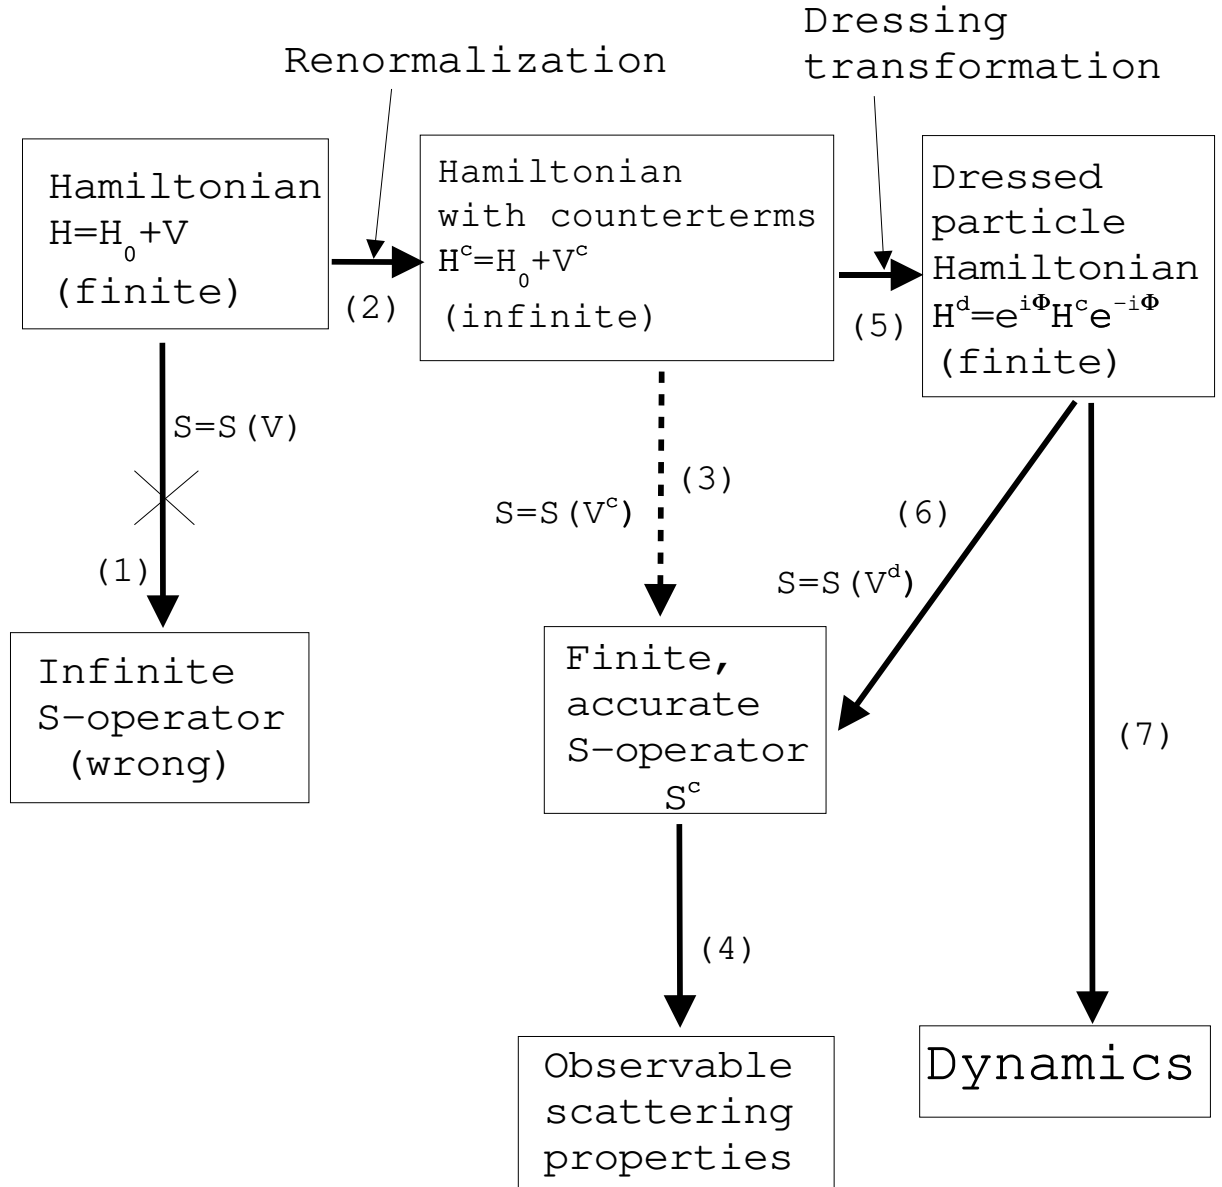 Renormalization
Dressing
transformation
Hamiltonian
H=H₀+V
(finite)
(2)
Hamiltonian
with counterterms
Hᶜ=H₀+Vᶜ
(infinite)
(5)
Dressed
particle
Hamiltonian
Hᵈ=e^{iΦ}Hᶜe^{-iΦ}
(finite)
S=S(V)
(1)
S=S(Vᶜ)
(3)
(6)
S=S(Vᵈ)
(7)
Infinite
S-operator
(wrong)
Finite,
accurate
S-operator
Sᶜ
(4)
Observable
scattering
properties
Dynamics